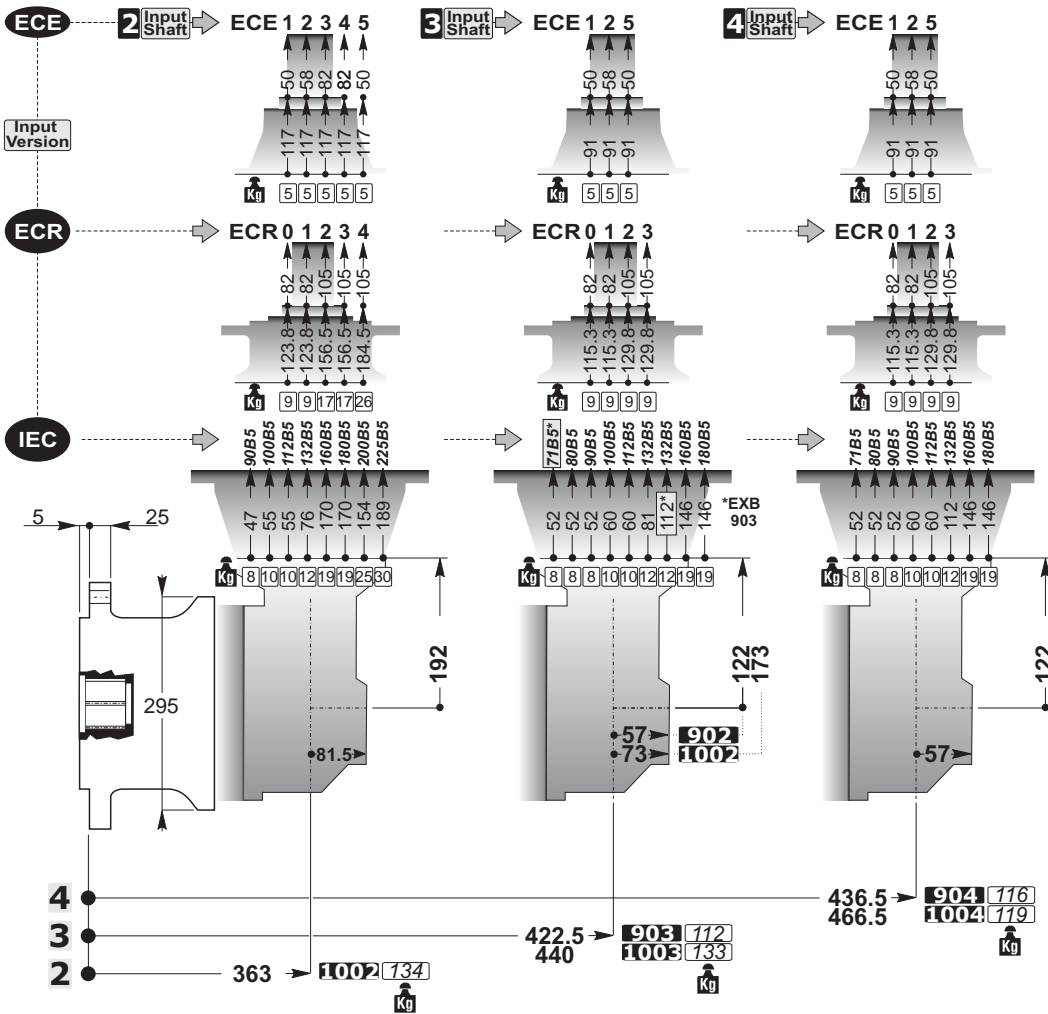 ECE 2 Input Shaft ECE 1 2 3 4 5 3 Input Shaft ECE 1 2 5 4 Input Shaft ECE 1 2 5
50 58 82 82 50 50 58 50 50 58 50
Input Version
117 117 117 117 117 91 91 91 91 91 91
Kg 5 5 5 5 5 Kg 5 5 5 Kg 5 5 5
ECR ECR 0 1 2 3 4 ECR 0 1 2 3 ECR 0 1 2 3
82 82 105 105 105 82 82 105 105 82 82 105 105
123.8 123.8 156.5 156.5 184.5 115.3 115.3 129.8 129.8 115.3 115.3 129.8 129.8
Kg 9 9 17 17 26 Kg 9 9 9 9 Kg 9 9 9 9
IEC 90B5 100B5 112B5 132B5 160B5 180B5 200B5 225B5 71B5* 80B5 90B5 100B5 112B5 132B5 132B5 160B5 180B5 71B5 80B5 90B5 100B5 112B5 132B5 160B5 180B5
47 55 55 76 170 170 154 189 52 52 52 60 60 81 112* 146 146 *EXB 903 52 52 52 60 60 112 146 146
5 25
Kg 8 10 10 12 19 19 25 30 Kg 8 8 8 10 10 12 12 19 19 Kg 8 8 8 10 10 12 19 19
192 122 173 122
295
57 902
81.5 73 1002 57
4 436.5 904 116
466.5 1004 119
Kg
3 422.5 903 112
440 1003 133
Kg
2 363 1002 134
Kg